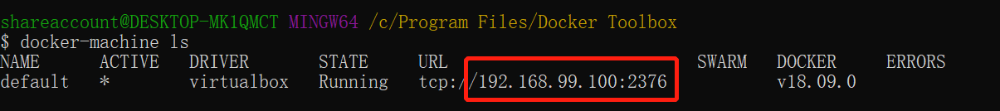 shareaccount@DESKTOP-MK1QMCT MINGW64 /c/Program Files/Docker Toolbox
$ docker-machine ls
NAME ACTIVE DRIVER STATE URL SWARM DOCKER ERRORS
default * virtualbox Running tcp://192.168.99.100:2376 v18.09.0